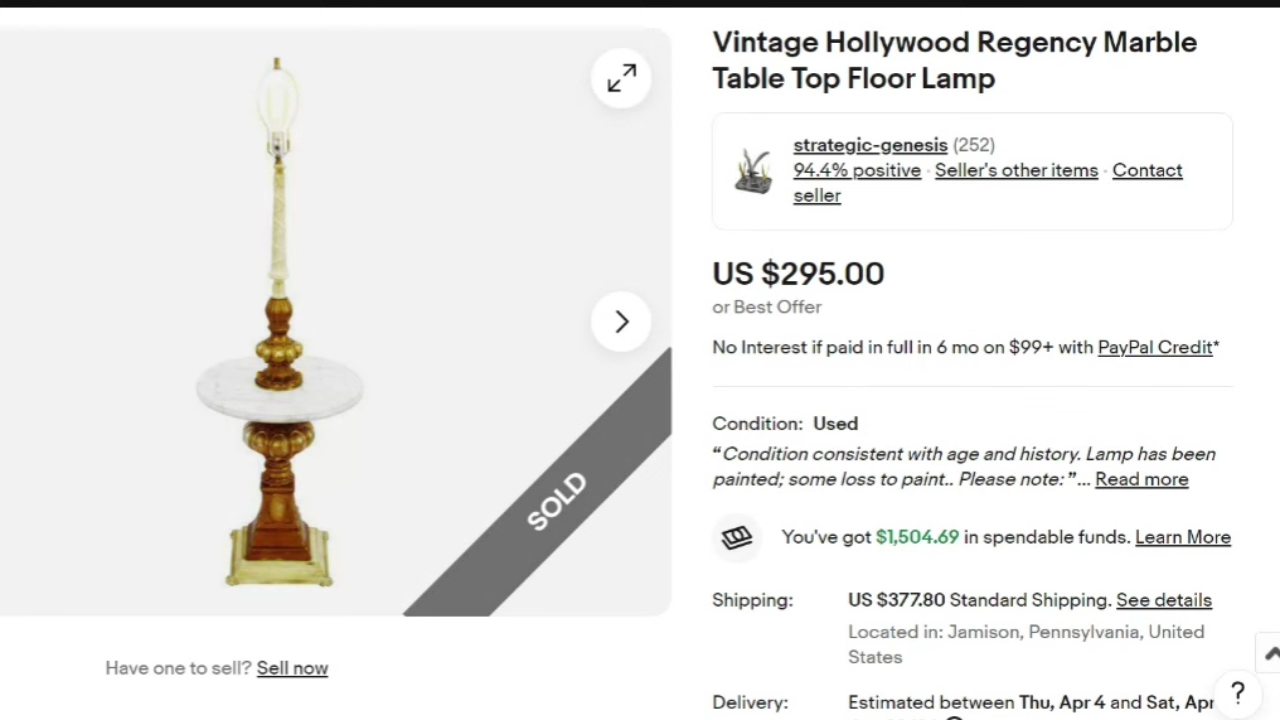 Vintage Hollywood Regency Marble
Table Top Floor Lamp
strategic-genesis (252)
94.4% positive · Seller's other items · Contact
seller
US $295.00
or Best Offer
No Interest if paid in full in 6 mo on $99+ with PayPal Credit*
Condition: Used
“Condition consistent with age and history. Lamp has been
painted; some loss to paint.. Please note: ”... Read more
SOLD
You've got $1,504.69 in spendable funds. Learn More
Shipping: US $377.80 Standard Shipping. See details
Located in: Jamison, Pennsylvania, United
States
Have one to sell? Sell now
?
Delivery: Estimated between Thu, Apr 4 and Sat, Apr